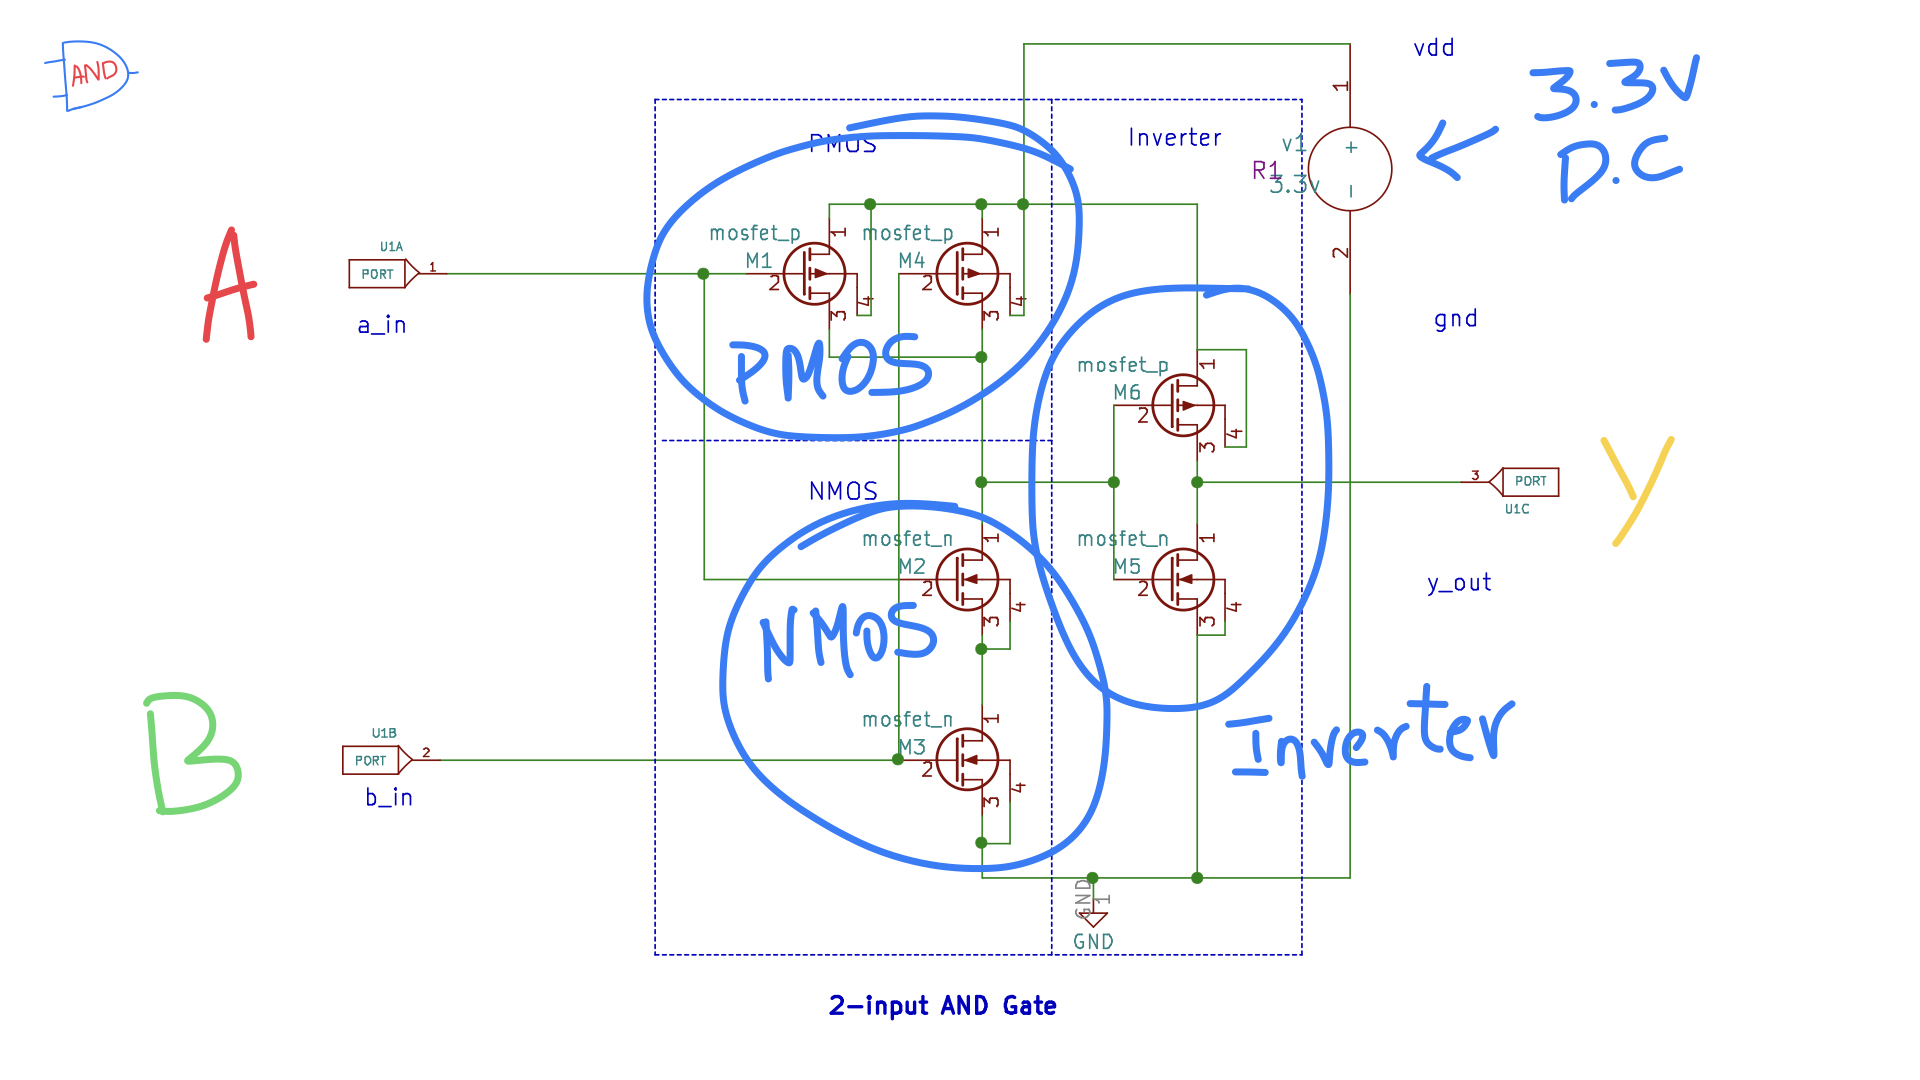 AND
vdd
3.3V
D.C
1
PMOS
Inverter
v1
+
R1
3.3v
-
2
A
U1A
PORT 1
a_in
mosfet_p
M1
1
2
3
4
mosfet_p
M4
1
2
3
4
gnd
PMOS
mosfet_p
M6
1
2
3
4
NMOS
3 PORT
U1C
Y
y_out
mosfet_n
M2
1
2
3
4
mosfet_n
M5
1
2
3
4
NMOS
Inverter
B
U1B
PORT 2
b_in
mosfet_n
M3
1
2
3
4
GND
1
GND
2-input AND Gate